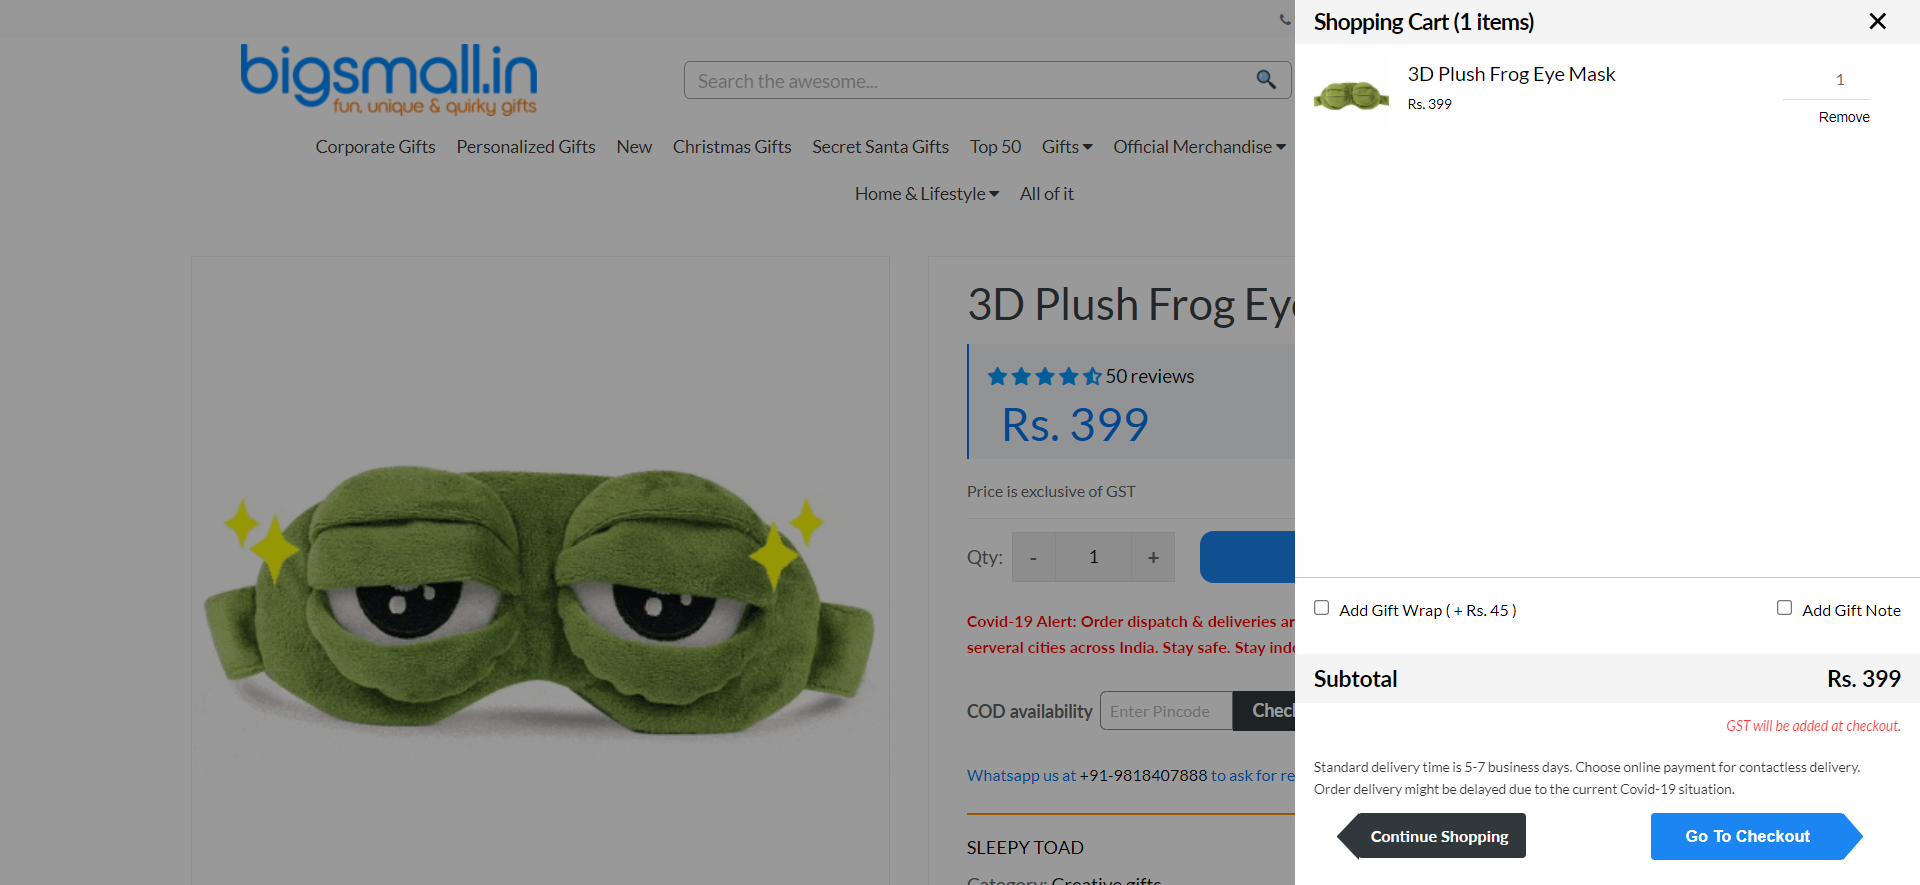 bigsmall.in
fun, unique & quirky gifts
Search the awesome...
Corporate Gifts Personalized Gifts New Christmas Gifts Secret Santa Gifts Top 50 Gifts Official Merchandise
Home & Lifestyle All of it
3D Plush Frog
50 reviews
Rs. 399
Price is exclusive of GST
Qty: - 1 +
Covid-19 Alert: Order dispatch & deliveries
serveral cities across India. Stay safe. Stay
COD availability Enter Pincode
Whatsapp us at +91-9818407888 to ask for
SLEEPY TOAD
Category: Creative gifts
Shopping Cart (1 items)
3D Plush Frog Eye Mask
1
Rs. 399
Remove
Add Gift Wrap ( + Rs. 45 ) Add Gift Note
Subtotal Rs. 399
GST will be added at checkout.
Standard delivery time is 5-7 business days. Choose online payment for contactless delivery.
Order delivery might be delayed due to the current Covid-19 situation.
Continue Shopping Go To Checkout